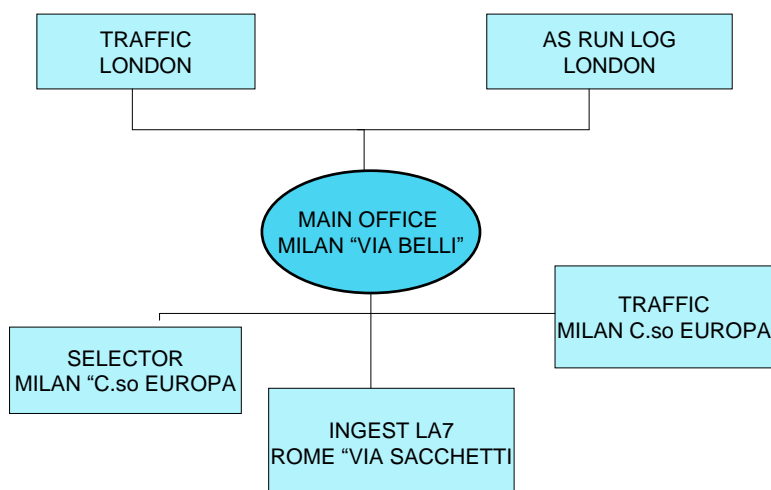 TRAFFIC
LONDON
AS RUN LOG
LONDON
MAIN OFFICE
MILAN “VIA BELLI”
TRAFFIC
MILAN C.so EUROPA
SELECTOR
MILAN “C.so EUROPA
INGEST LA7
ROME “VIA SACCHETTI